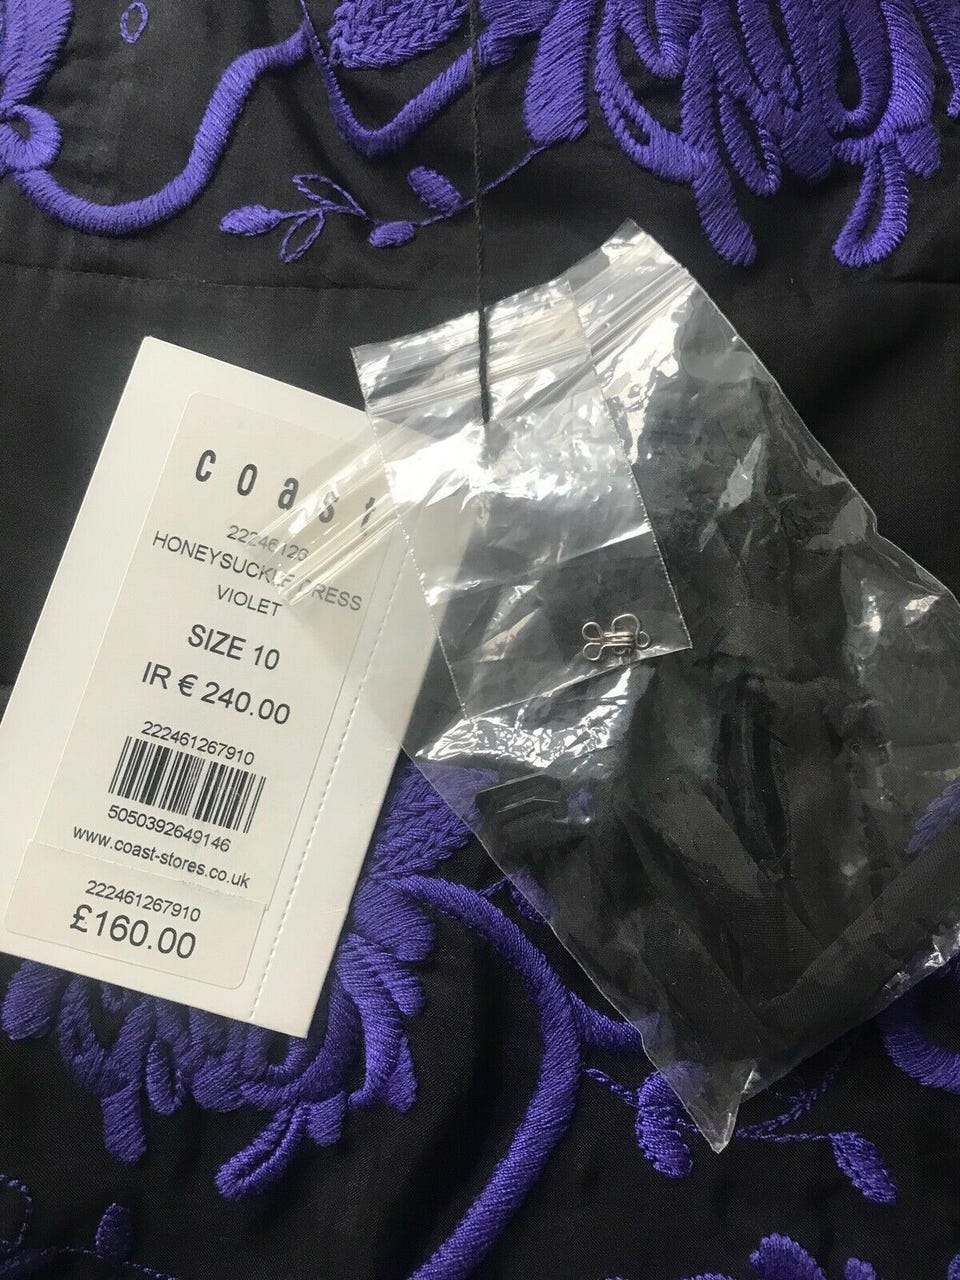 coast
22246126
HONEYSUCKLE DRESS
VIOLET
SIZE 10
IR € 240.00
222461267910
5050392649146
www.coast-stores.co.uk
222461267910
£160.00